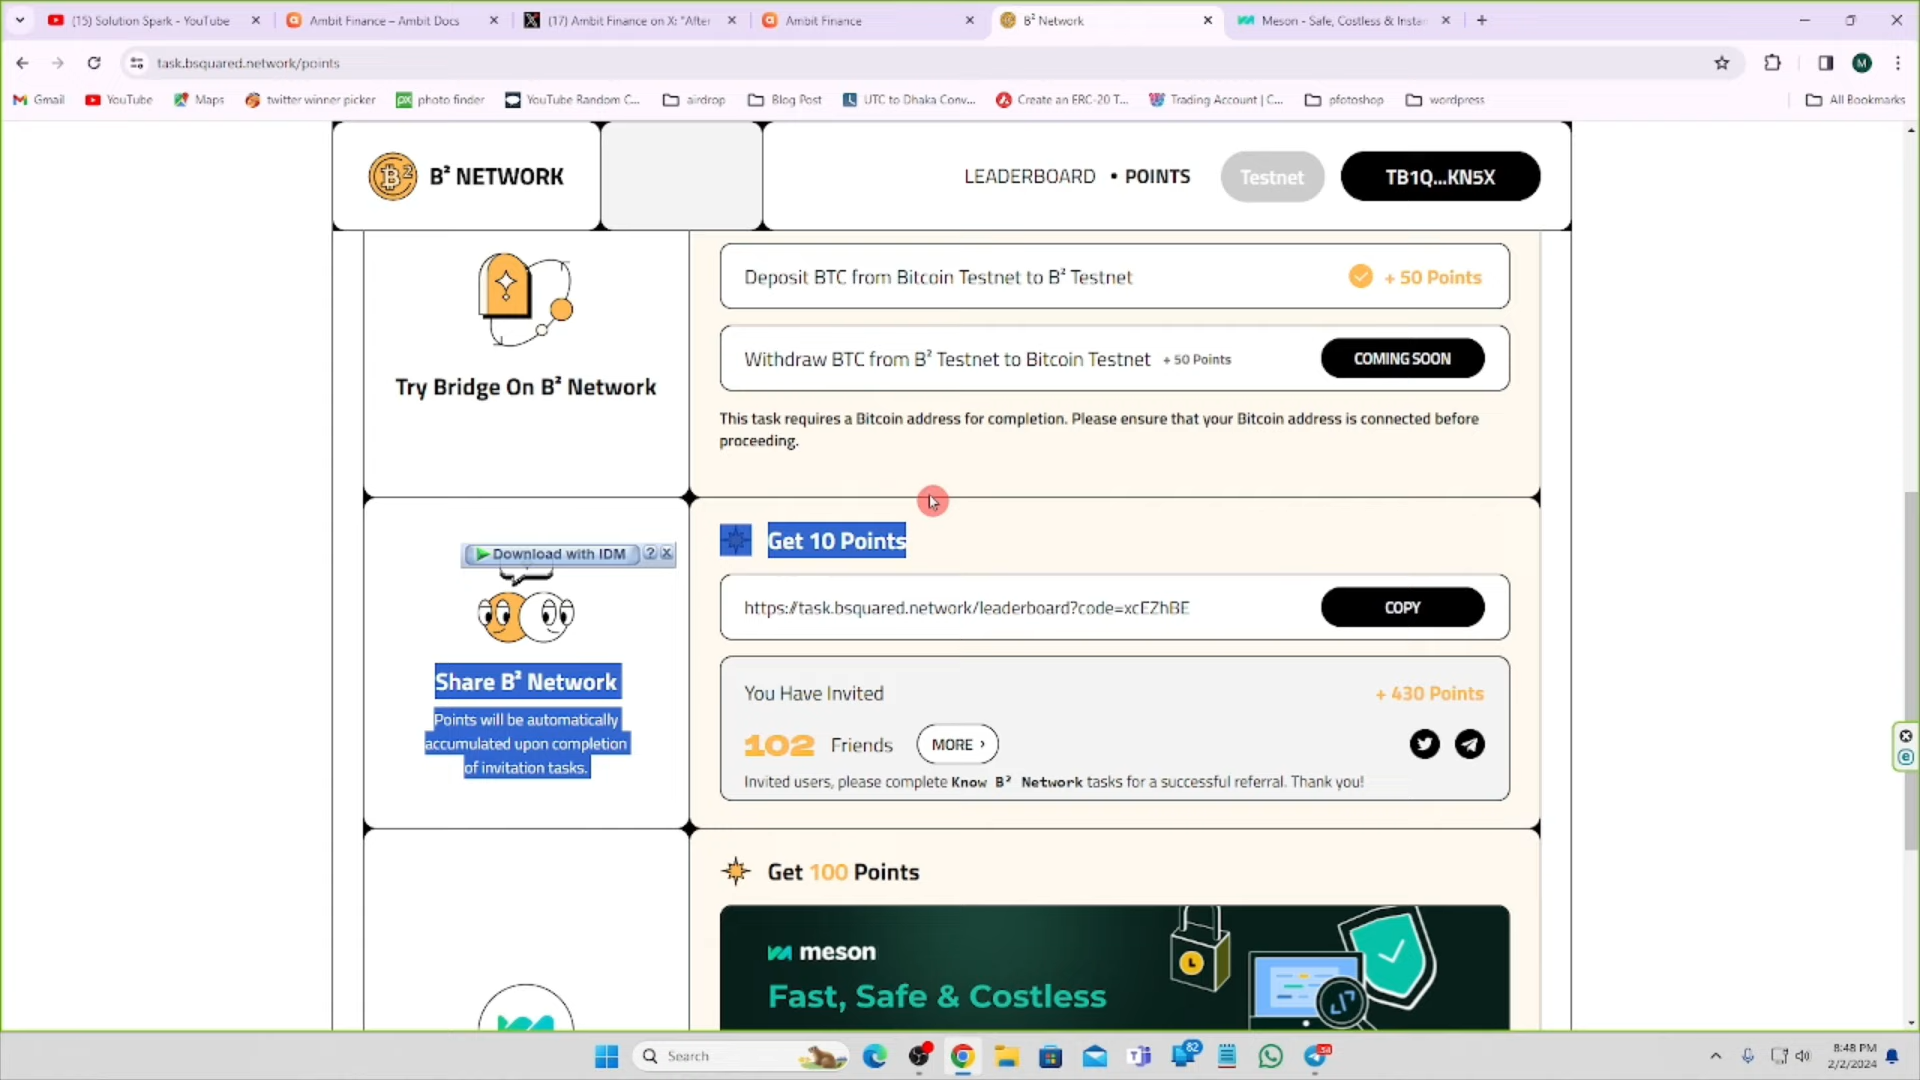 (15) Solution Spark - YouTube
Ambit Finance – Ambit Docs
(17) Ambit Finance on X: "After
Ambit Finance
B² Network
Meson - Safe, Costless & Insta
task.bsquared.network/points
M
Gmail
YouTube
Maps
twitter winner picker
photo finder
YouTube Random C...
airdrop
Blog Post
UTC to Dhaka Conv...
Create an ERC-20 T...
Trading Account | C...
pfotoshop
wordpress
All Bookmarks
B² NETWORK
LEADERBOARD
• POINTS
Testnet
TB1Q...KN5X
Try Bridge On B² Network
Deposit BTC from Bitcoin Testnet to B² Testnet
+ 50 Points
Withdraw BTC from B² Testnet to Bitcoin Testnet + 50 Points
COMING SOON
This task requires a Bitcoin address for completion. Please ensure that your Bitcoin address is connected before
proceeding.
Download with IDM
?
Share B² Network
Points will be automatically
accumulated upon completion
of invitation tasks.
Get 10 Points
https://task.bsquared.network/leaderboard?code=xcEZhBE
COPY
You Have Invited
+ 430 Points
102 Friends
MORE ›
Invited users, please complete Know B² Network tasks for a successful referral. Thank you!
Get 100 Points
meson
Fast, Safe & Costless
Search
82
8:48 PM
2/2/2024